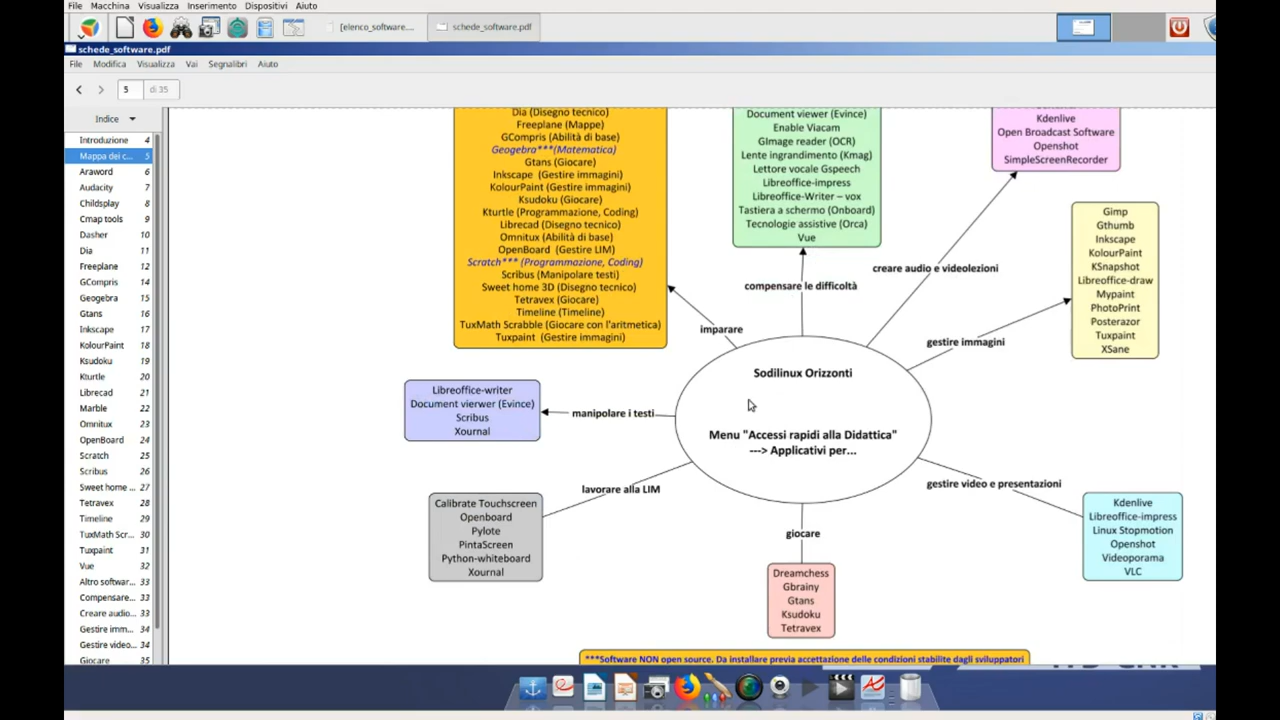 File Macchina Visualizza Inserimento Dispositivi Aiuto
[elenco_software....
schede_software.pdf
schede_software.pdf
File Modifica Visualizza Vai Segnalibri Aiuto
5 di 35
Indice
Introduzione 4
Mappa dei c... 5
Araword 6
Audacity 7
Childsplay 8
Cmap tools 9
Dasher 10
Dia 11
Freeplane 12
GCompris 14
Geogebra 15
Gtans 16
Inkscape 17
KolourPaint 18
Ksudoku 19
Kturtle 20
Librecad 21
Marble 22
Omnitux 23
OpenBoard 24
Scratch 25
Scribus 26
Sweet home ... 27
Tetravex 28
Timeline 29
TuxMath Scr... 30
Tuxpaint 31
Vue 32
Altro softwar... 33
Compensare... 33
Creare audio... 33
Gestire imm... 34
Gestire video... 34
Giocare 35
Dia (Disegno tecnico)
Freeplane (Mappe)
GCompris (Abilità di base)
Geogebra***(Matematica)
Gtans (Giocare)
Inkscape (Gestire immagini)
KolourPaint (Gestire immagini)
Ksudoku (Giocare)
Kturtle (Programmazione, Coding)
Librecad (Disegno tecnico)
Omnitux (Abilità di base)
OpenBoard (Gestire LIM)
Scratch*** (Programmazione, Coding)
Scribus (Manipolare testi)
Sweet home 3D (Disegno tecnico)
Tetravex (Giocare)
Timeline (Timeline)
TuxMath Scrabble (Giocare con l'aritmetica)
Tuxpaint (Gestire immagini)
Document viewer (Evince)
Enable Viacam
GImage reader (OCR)
Lente ingrandimento (Kmag)
Lettore vocale Gspeech
Libreoffice-impress
Libreoffice-Writer – vox
Tastiera a schermo (Onboard)
Tecnologie assistive (Orca)
Vue
Kdenlive
Open Broadcast Software
Openshot
SimpleScreenRecorder
Gimp
Gthumb
Inkscape
KolourPaint
KSnapshot
Libreoffice-draw
Mypaint
PhotoPrint
Posterazor
Tuxpaint
XSane
creare audio e videolezioni
compensare le difficoltà
imparare
gestire immagini
Sodilinux Orizzonti
Menu "Accessi rapidi alla Didattica"
---> Applicativi per...
Libreoffice-writer
Document vierwer (Evince)
Scribus
Xournal
manipolare i testi
lavorare alla LIM
gestire video e presentazioni
Calibrate Touchscreen
Openboard
Pylote
PintaScreen
Python-whiteboard
Xournal
giocare
Dreamchess
Gbrainy
Gtans
Ksudoku
Tetravex
Kdenlive
Libreoffice-impress
Linux Stopmotion
Openshot
Videoporama
VLC
***Software NON open source. Da installare previa accettazione delle condizioni stabilite dagli sviluppatori